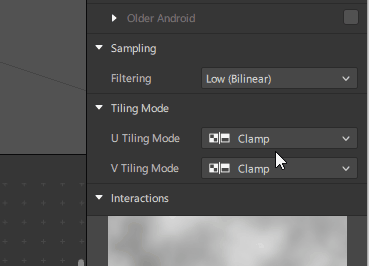 Older Android
Sampling
Filtering Low (Bilinear)
Tiling Mode
U Tiling Mode Clamp
V Tiling Mode Clamp
Interactions